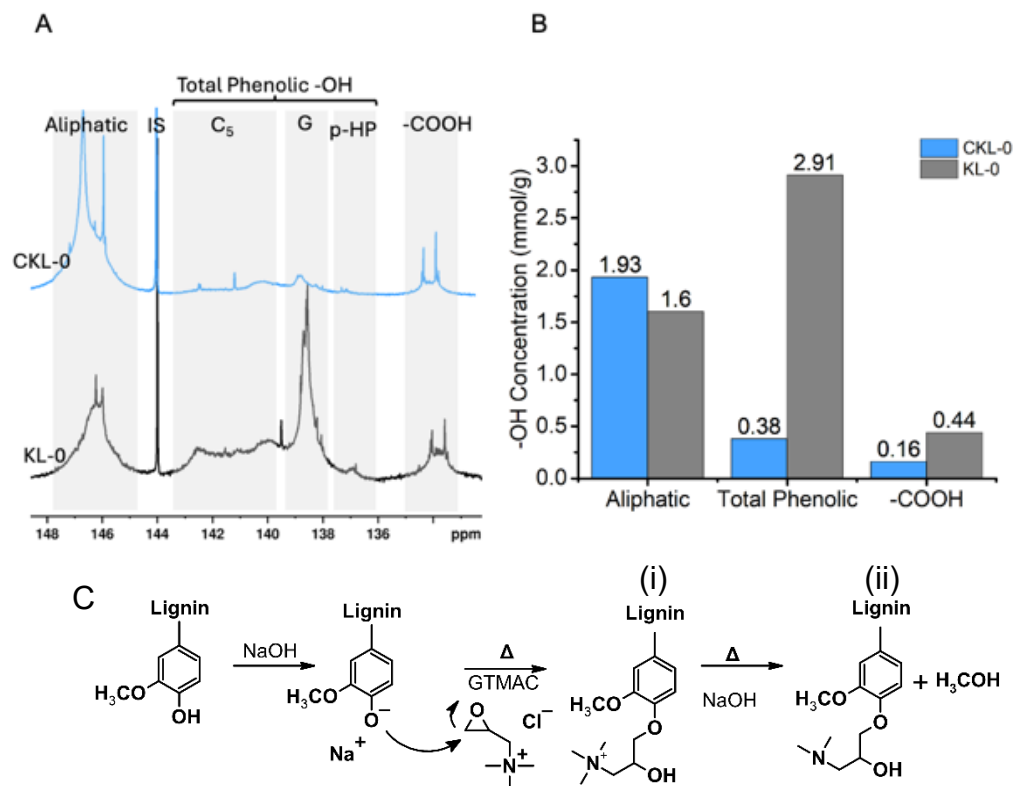 A
Total Phenolic -OH
Aliphatic IS C₅ G p-HP -COOH
CKL-0
KL-0
148 146 144 142 140 138 136 ppm
B
CKL-0
KL-0
-OH Concentration (mmol/g)
3.0
2.5
2.0
1.5
1.0
0.5
0.0
1.93
1.6
0.38
2.91
0.16
0.44
Aliphatic Total Phenolic -COOH
C
Lignin
H₃CO
OH
NaOH
Lignin
H₃CO
O⁻
Na⁺
Δ
GTMAC
O
Cl⁻
N⁺
(i)
Lignin
H₃CO
O
N⁺
OH
Δ
NaOH
(ii)
Lignin
H₃CO
O
N
OH
+ H₃COH